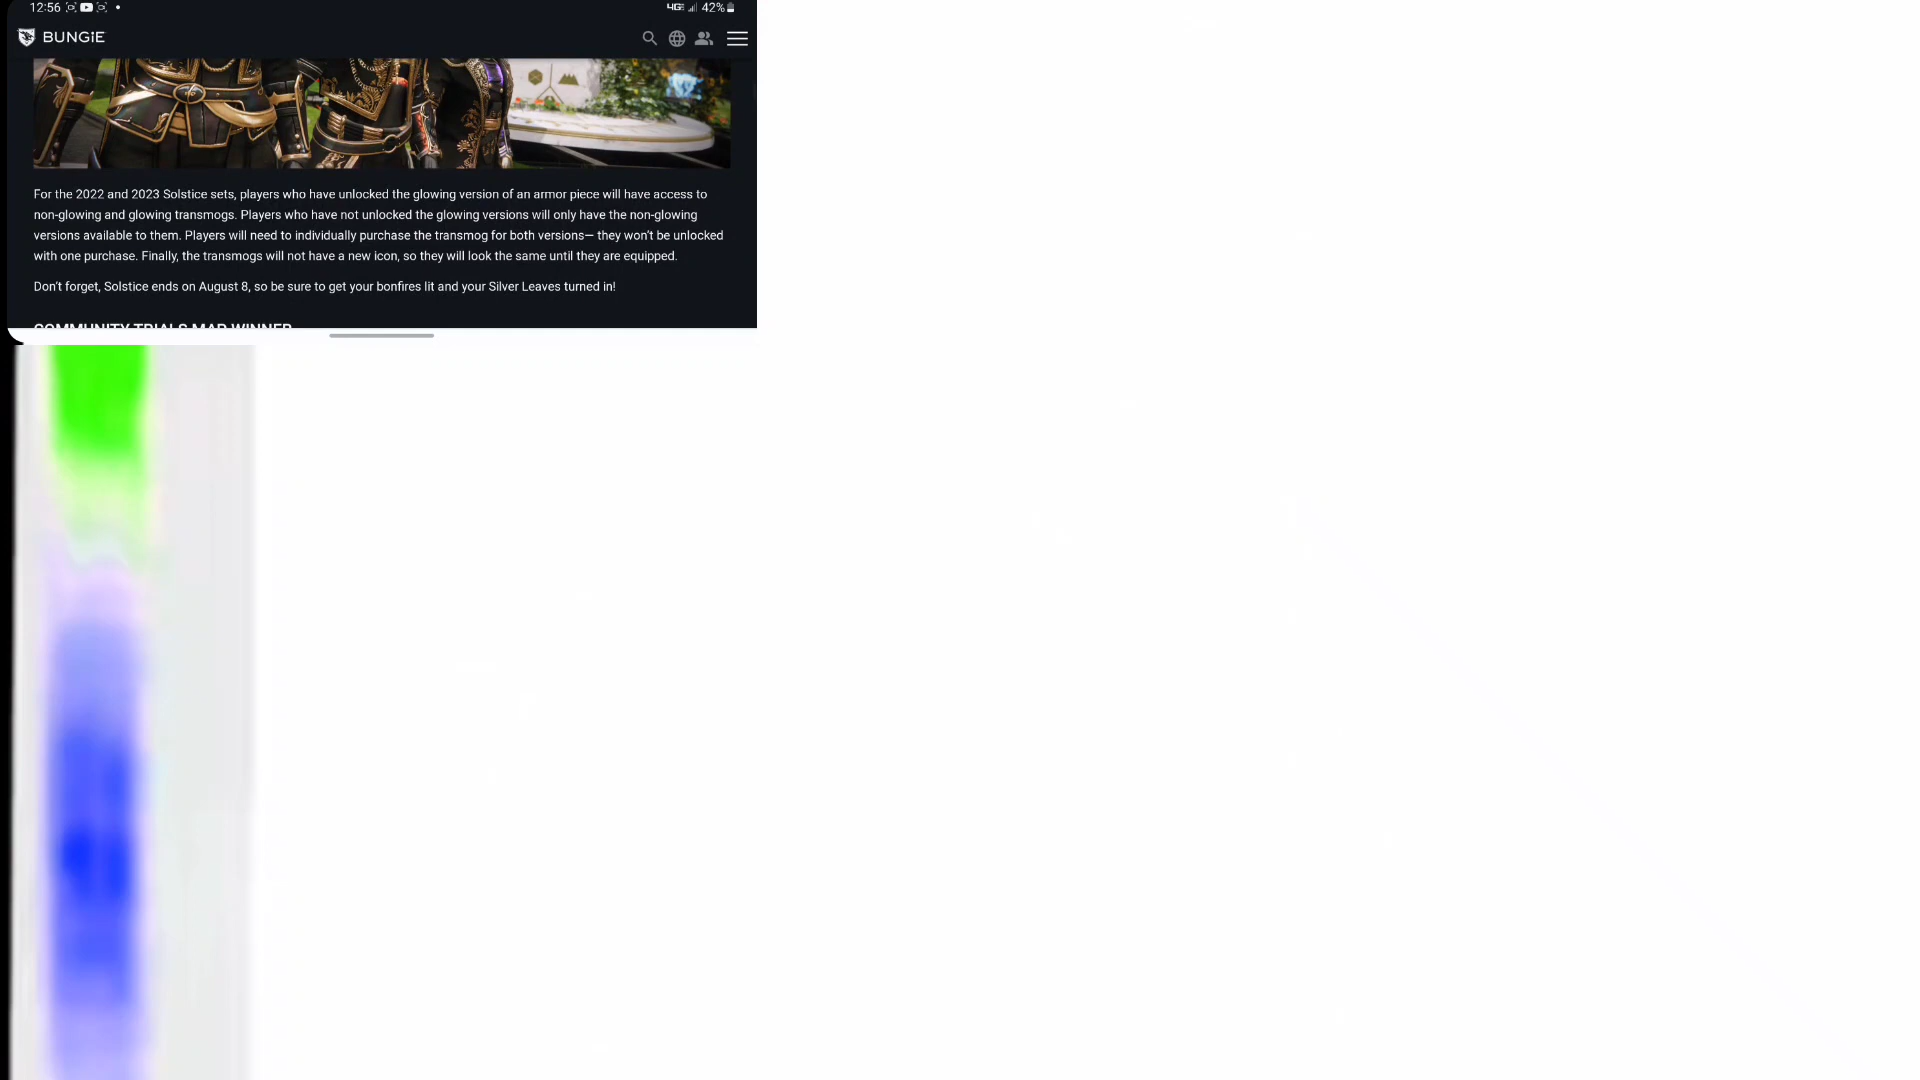 12:56
4GE 42%
BUNGiE
For the 2022 and 2023 Solstice sets, players who have unlocked the glowing version of an armor piece will have access to
non-glowing and glowing transmogs. Players who have not unlocked the glowing versions will only have the non-glowing
versions available to them. Players will need to individually purchase the transmog for both versions— they won't be unlocked
with one purchase. Finally, the transmogs will not have a new icon, so they will look the same until they are equipped.
Don't forget, Solstice ends on August 8, so be sure to get your bonfires lit and your Silver Leaves turned in!
COMMUNITY TRIALS MAP WINNER